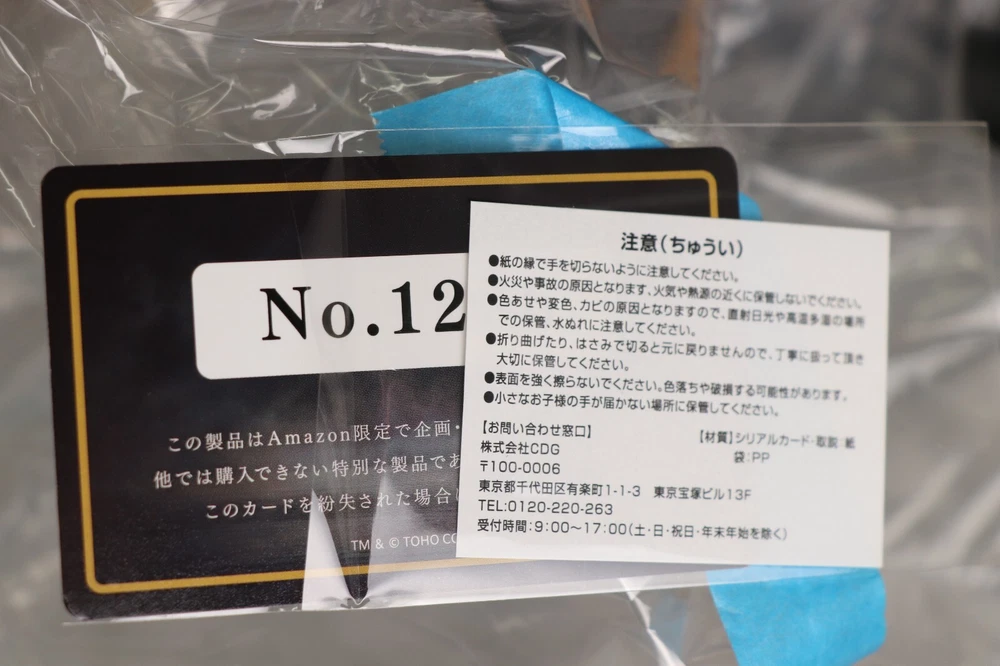 No.12
この製品はAmazon限定で企画・
他では購入できない特別な製品であ
このカードを紛失された場合
TM & © TOHO CO
注意(ちゅうい)
●紙の縁で手を切らないように注意してください。
●火災や事故の原因となります、火気や熱源の近くに保管しないでください。
●色あせや変色、カビの原因となりますので、直射日光や高温多湿の場所
での保管、水ぬれに注意してください。
●折り曲げたり、はさみで切ると元に戻りませんので、丁寧に扱って頂き
大切に保管してください。
●表面を強く擦らないでください。色落ちや破損する可能性があります。
●小さなお子様の手が届かない場所に保管してください。
【お問い合わせ窓口】
株式会社CDG
〒100-0006
東京都千代田区有楽町1-1-3 東京宝塚ビル13F
TEL:0120-220-263
受付時間:9:00～17:00(土・日・祝日・年末年始を除く)
【材質】シリアルカード・取説 紙
袋:PP